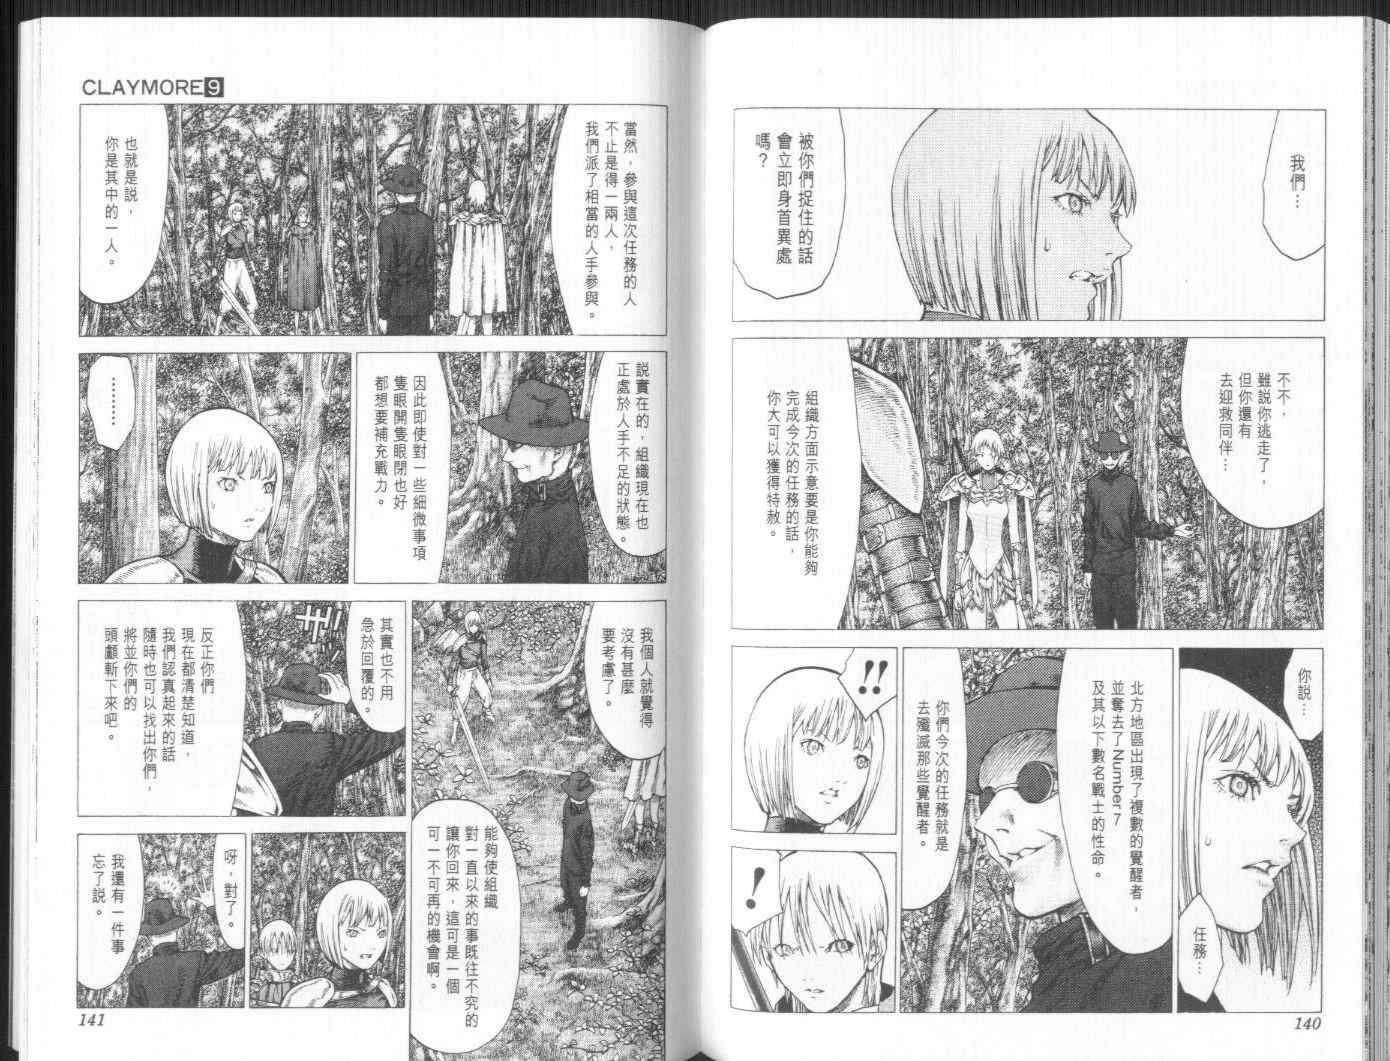 我們⋯
被你們捉住的話
會立即身首異處
嗎？
不不，
雖說你逃走了，
但你還有
去迎救同伴⋯
組織方面示意要是你能夠
完成今次的任務的話，
你大可以獲得特赦。
你說⋯
任務⋯
北方地區出現了複數的覺醒者，
並奪去了Number 7
及其以下數名戰士的性命。
你們今次的任務就是
去殲滅那些覺醒者。
!!
!
140
CLAYMORE 9
當然，參與這次任務的人
不止是得一兩人，
我們派了相當的人手參與。
也就是說，
你是其中的一人。
說實在的，組織現在也
正處於人手不足的狀態。
因此即使對一些細微事項
隻眼開隻眼閉也好
都想要補充戰力。
⋯⋯⋯
我個人就覺得
沒有甚麼
要考慮了。
能夠使組織
對一直以來的事既往不究的
讓你回來，這可是一個
可一不可再的機會啊。
其實也不用
急於回覆的。
反正你們
現在都清楚知道，
我們認真起來的話
隨時也可以找出你們，
將並你們的
頭顱斬下來吧。
呀，對了。
我還有一件事
忘了說。
141